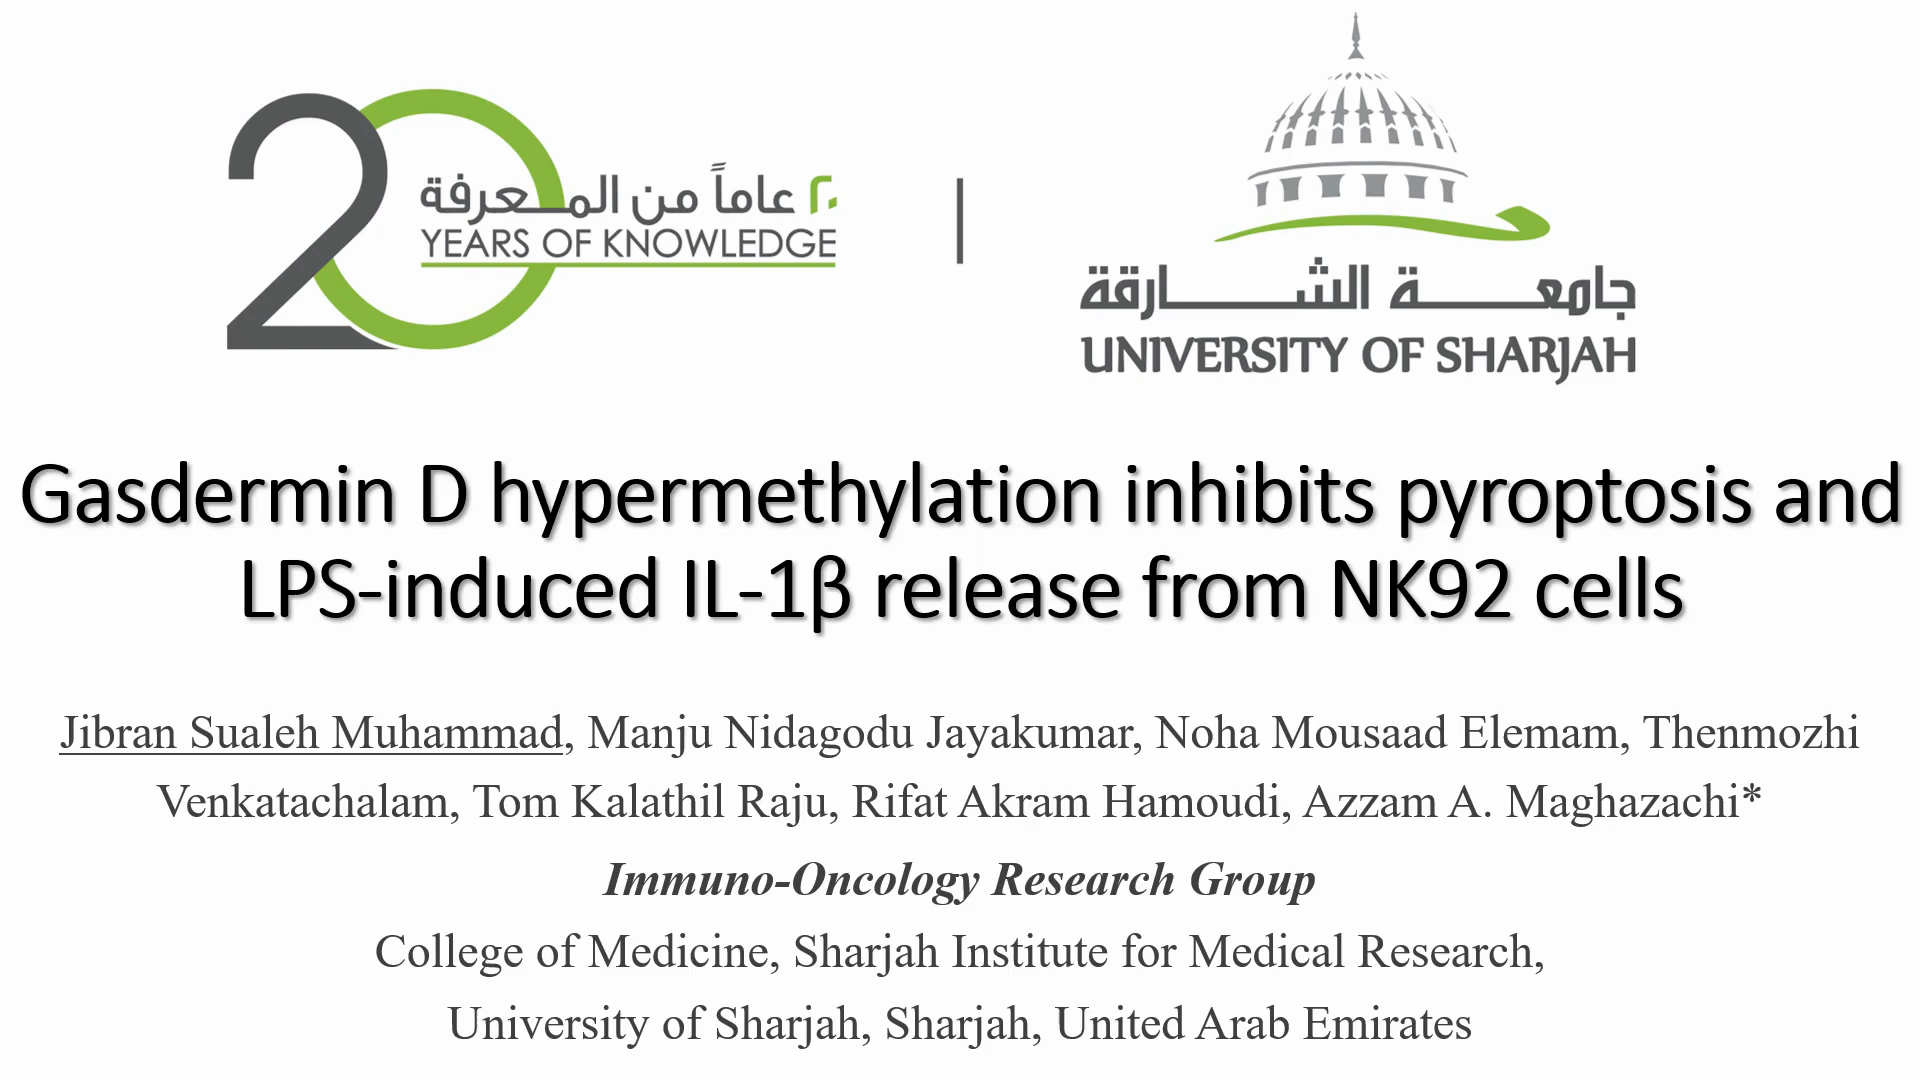 20
٢٠ عاماً من المعرفة
YEARS OF KNOWLEDGE
|
جامعة الشارقة
UNIVERSITY OF SHARJAH
Gasdermin D hypermethylation inhibits pyroptosis and
LPS-induced IL-1β release from NK92 cells
Jibran Sualeh Muhammad, Manju Nidagodu Jayakumar, Noha Mousaad Elemam, Thenmozhi
Venkatachalam, Tom Kalathil Raju, Rifat Akram Hamoudi, Azzam A. Maghazachi*
Immuno-Oncology Research Group
College of Medicine, Sharjah Institute for Medical Research,
University of Sharjah, Sharjah, United Arab Emirates